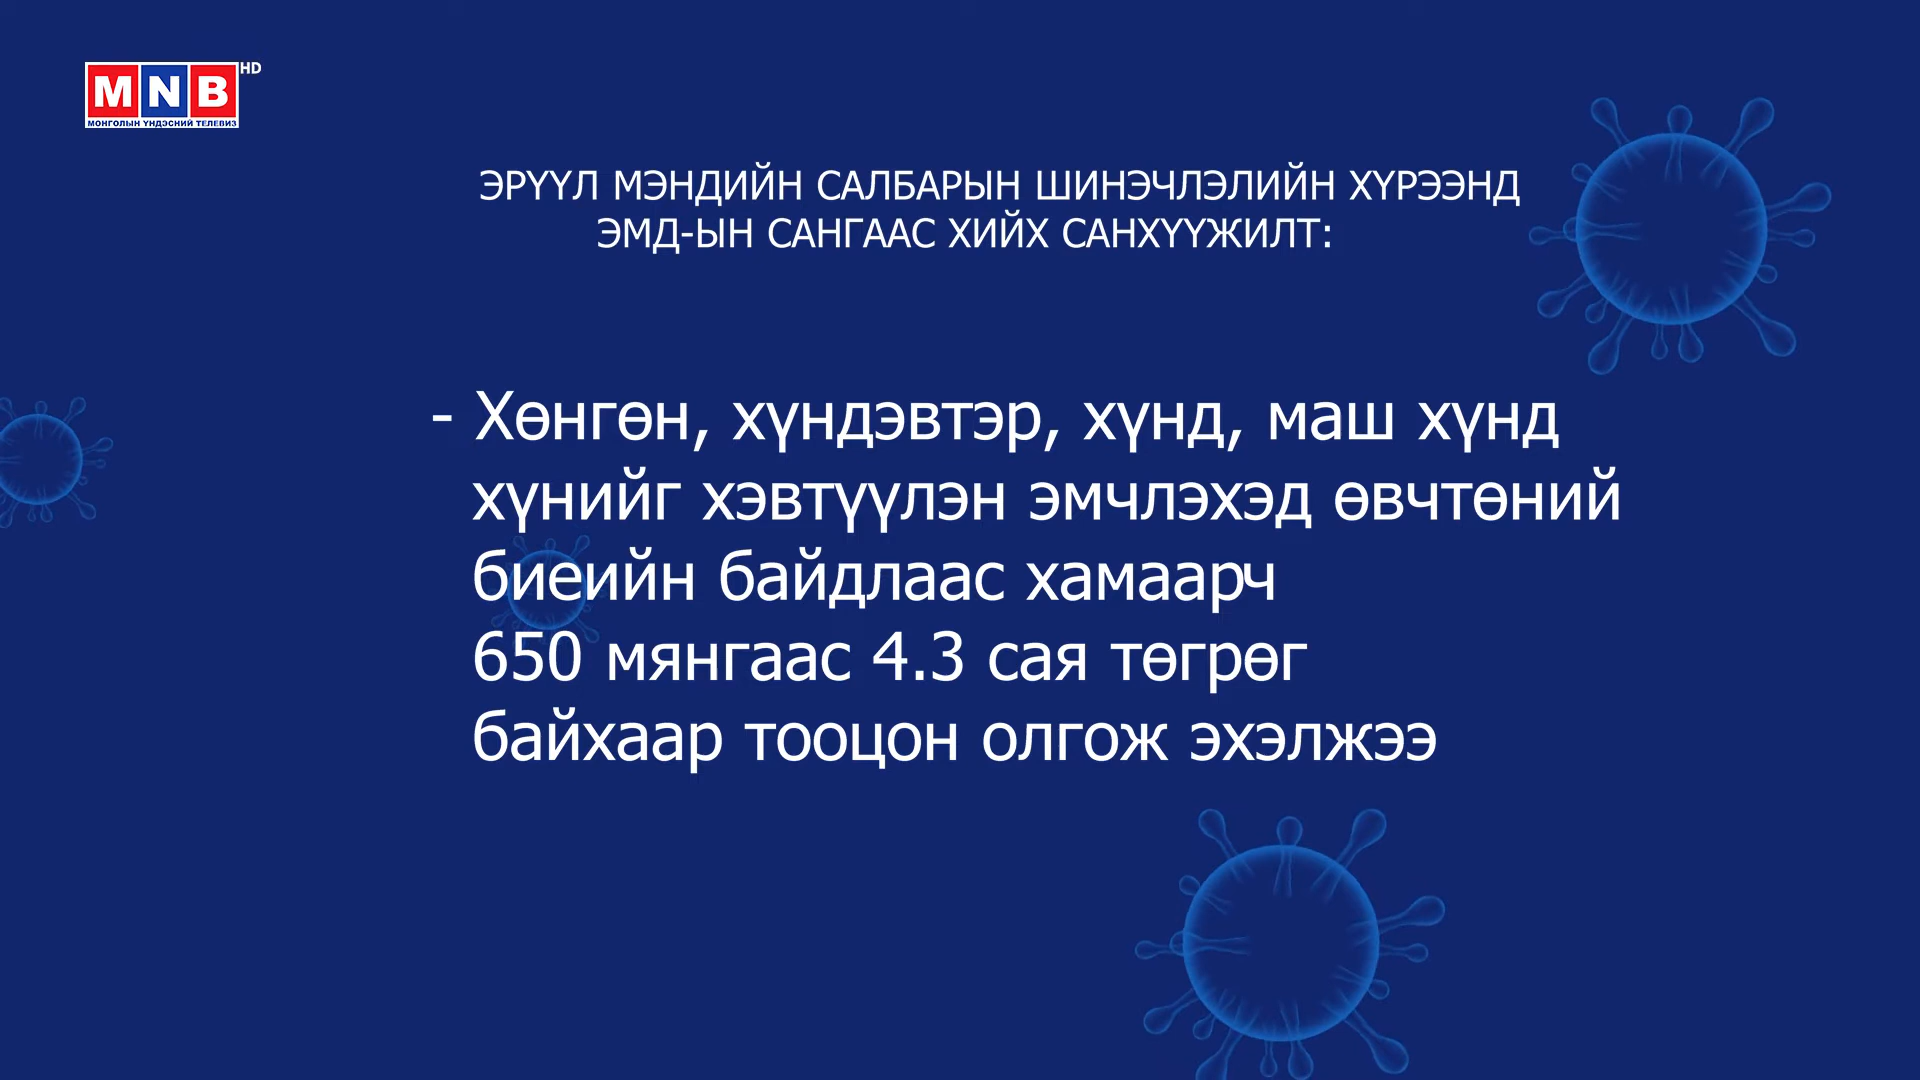 MNB HD
МОНГОЛЫН ҮНДЭСНИЙ ТЕЛЕВИЗ
ЭРҮҮЛ МЭНДИЙН САЛБАРЫН ШИНЭЧЛЭЛИЙН ХҮРЭЭНД
ЭМД-ЫН САНГААС ХИЙХ САНХҮҮЖИЛТ:
- Хөнгөн, хүндэвтэр, хүнд, маш хүнд
хүнийг хэвтүүлэн эмчлэхэд өвчтөний
биеийн байдлаас хамаарч
650 мянгаас 4.3 сая төгрөг
байхаар тооцон олгож эхэлжээ